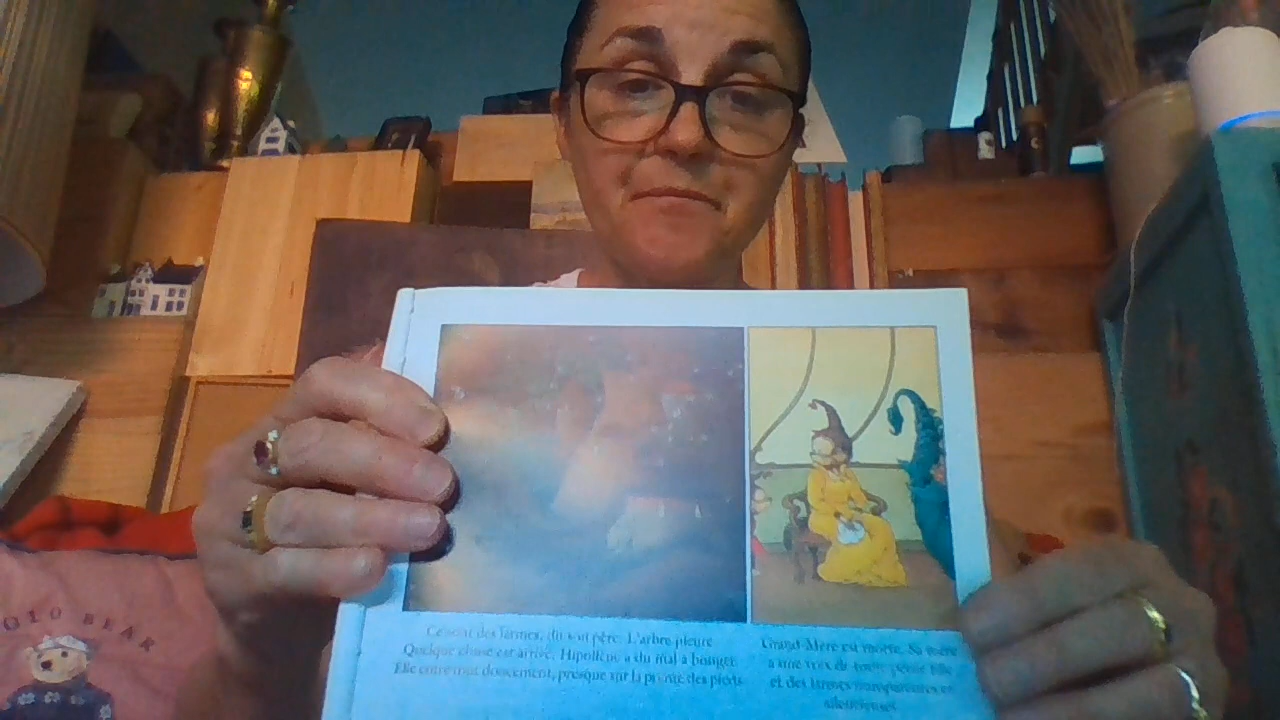 Ce sont des larmes, dit son père. L'arbre pleure
Quelque chose est arrivé. Hipollène a du mal à bouger.
Elle entre tout doucement, presque sur la pointe des pieds.
Grand-Mère est morte. Sa mère
a une voix de toute petite fille
et des larmes transparentes et
silencieuses.
BEAR